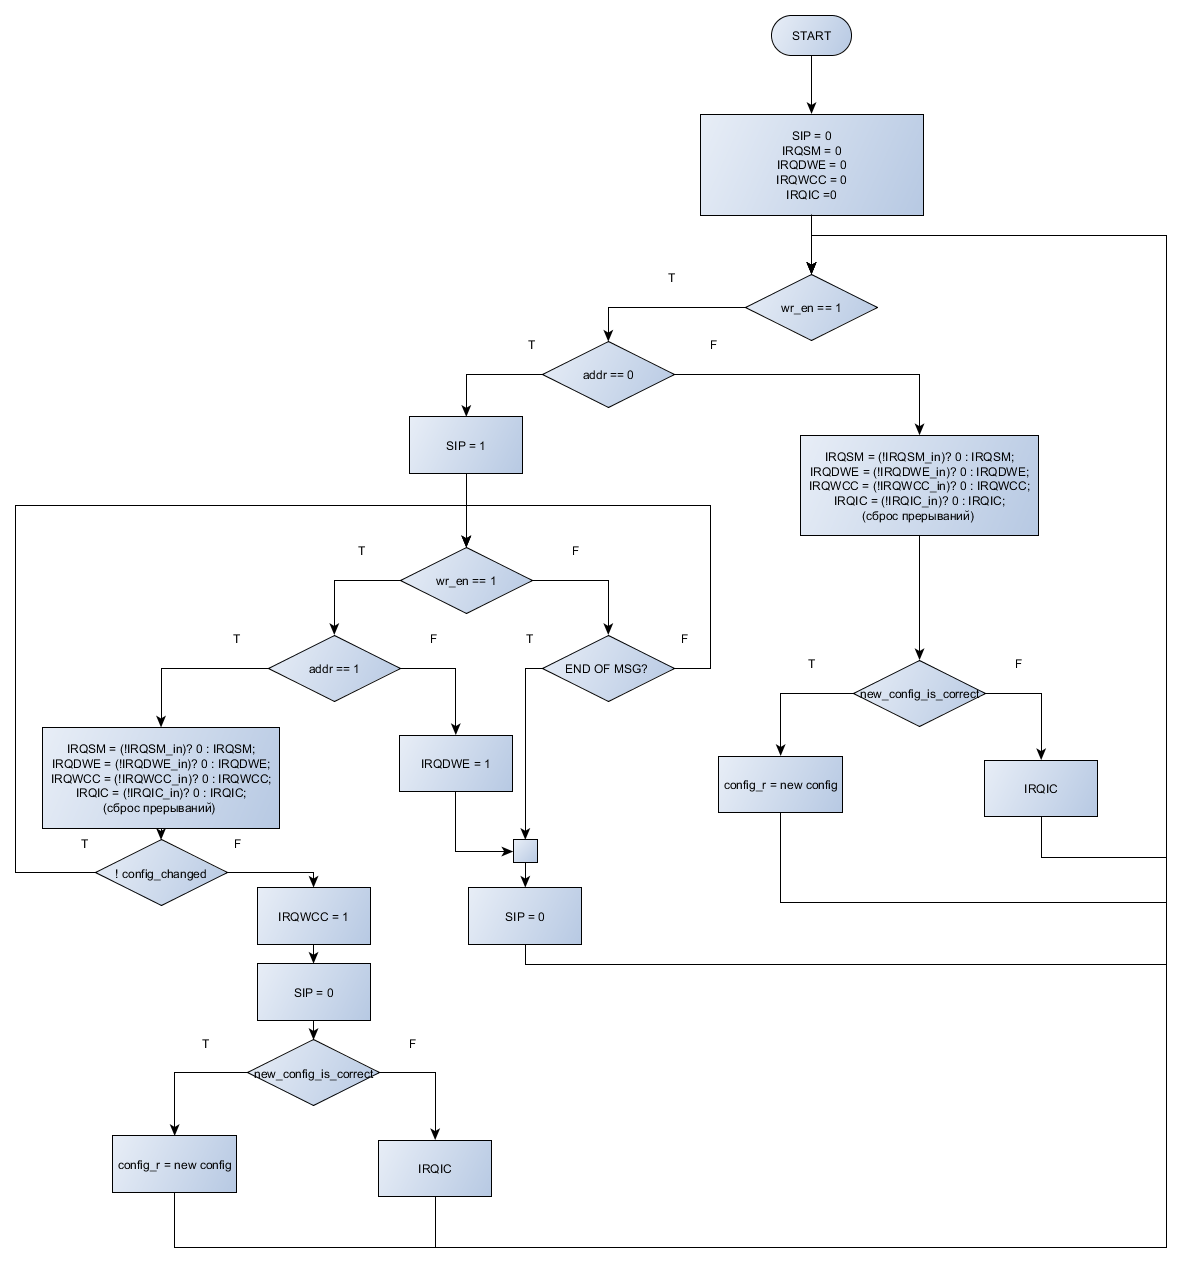 START
SIP = 0
IRQSM = 0
IRQDWE = 0
IRQWCC = 0
IRQIC =0
T
wr_en == 1
T
F
addr == 0
SIP = 1
IRQSM = (!IRQSM_in)? 0 : IRQSM;
IRQDWE = (!IRQDWE_in)? 0 : IRQDWE;
IRQWCC = (!IRQWCC_in)? 0 : IRQWCC;
IRQIC = (!IRQIC_in)? 0 : IRQIC;
(сброс прерываний)
T
F
wr_en == 1
T
F
T
F
addr == 1
END OF MSG?
T
F
new_config_is_correct
IRQSM = (!IRQSM_in)? 0 : IRQSM;
IRQDWE = (!IRQDWE_in)? 0 : IRQDWE;
IRQWCC = (!IRQWCC_in)? 0 : IRQWCC;
IRQIC = (!IRQIC_in)? 0 : IRQIC;
(сброс прерываний)
IRQDWE = 1
config_r = new config
IRQIC
T
F
! config_changed
IRQWCC = 1
SIP = 0
SIP = 0
T
F
new_config_is_correct
config_r = new config
IRQIC